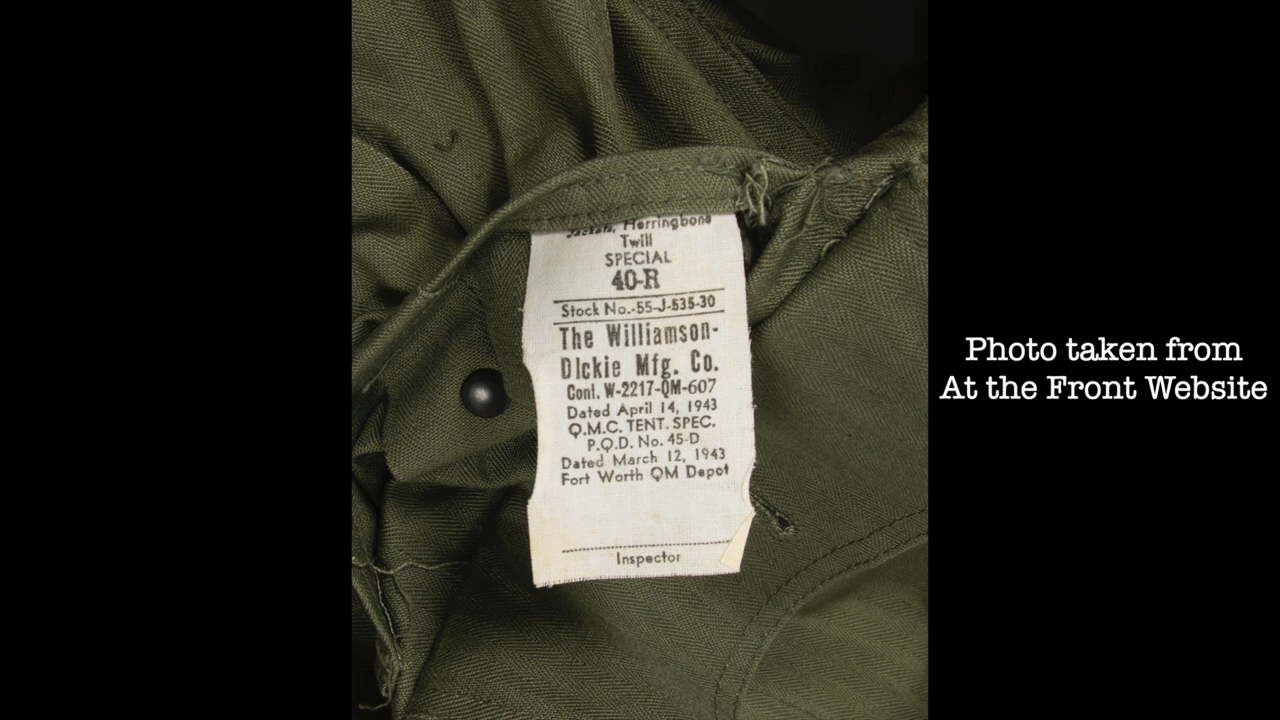 Jackets, Herringbone
Twill
SPECIAL
40-R
Stock No.-55-J-535-30
The Williamson-
Dickie Mfg. Co.
Cont. W-2217-QM-607
Dated April 14, 1943
Q.M.C. TENT. SPEC.
P.Q.D. No. 45-D
Dated March 12, 1943
Fort Worth QM Depot
Inspector
Photo taken from
At the Front Website